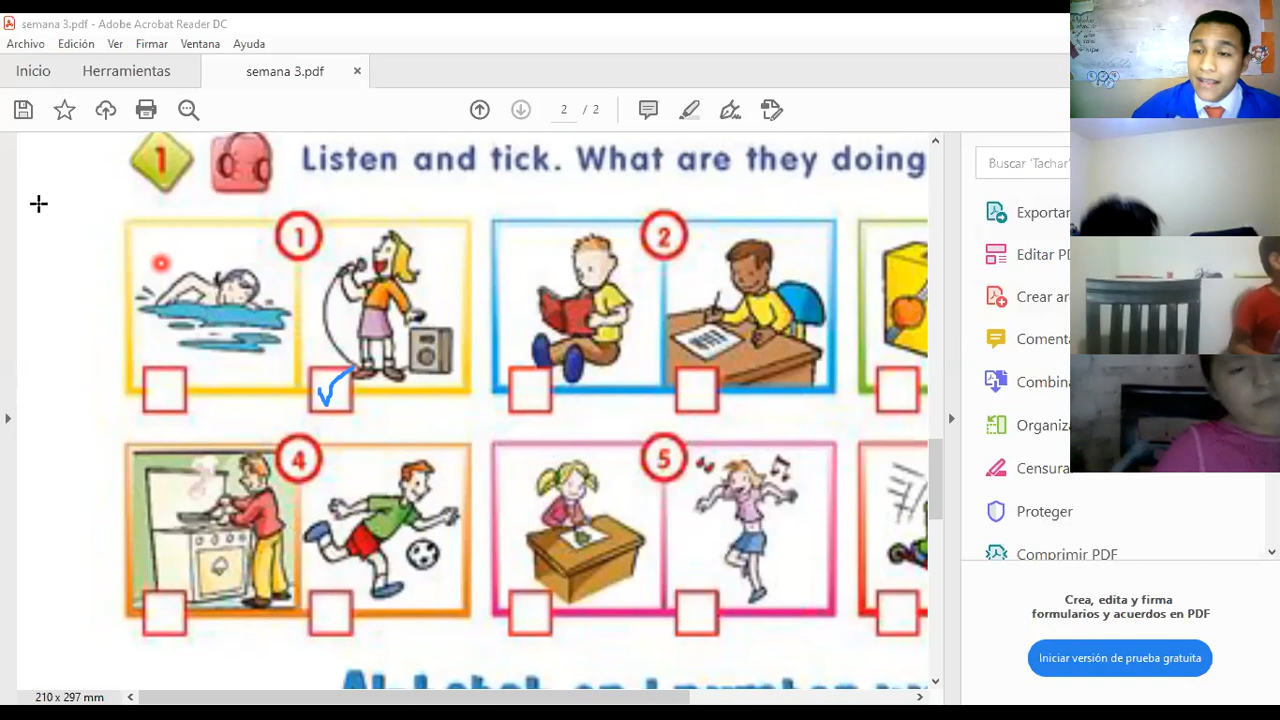 semana 3.pdf - Adobe Acrobat Reader DC
Archivo Edición Ver Firmar Ventana Ayuda
Inicio Herramientas semana 3.pdf ×
2 / 2
1 Listen and tick. What are they doing
Buscar 'Tachar'
Exportar
Editar PD
Crear ar
Comenta
Combina
Organiza
Censura
Proteger
Comprimir PDF
1 2
4 5
Crea, edita y firma
formularios y acuerdos en PDF
Iniciar versión de prueba gratuita
210 x 297 mm